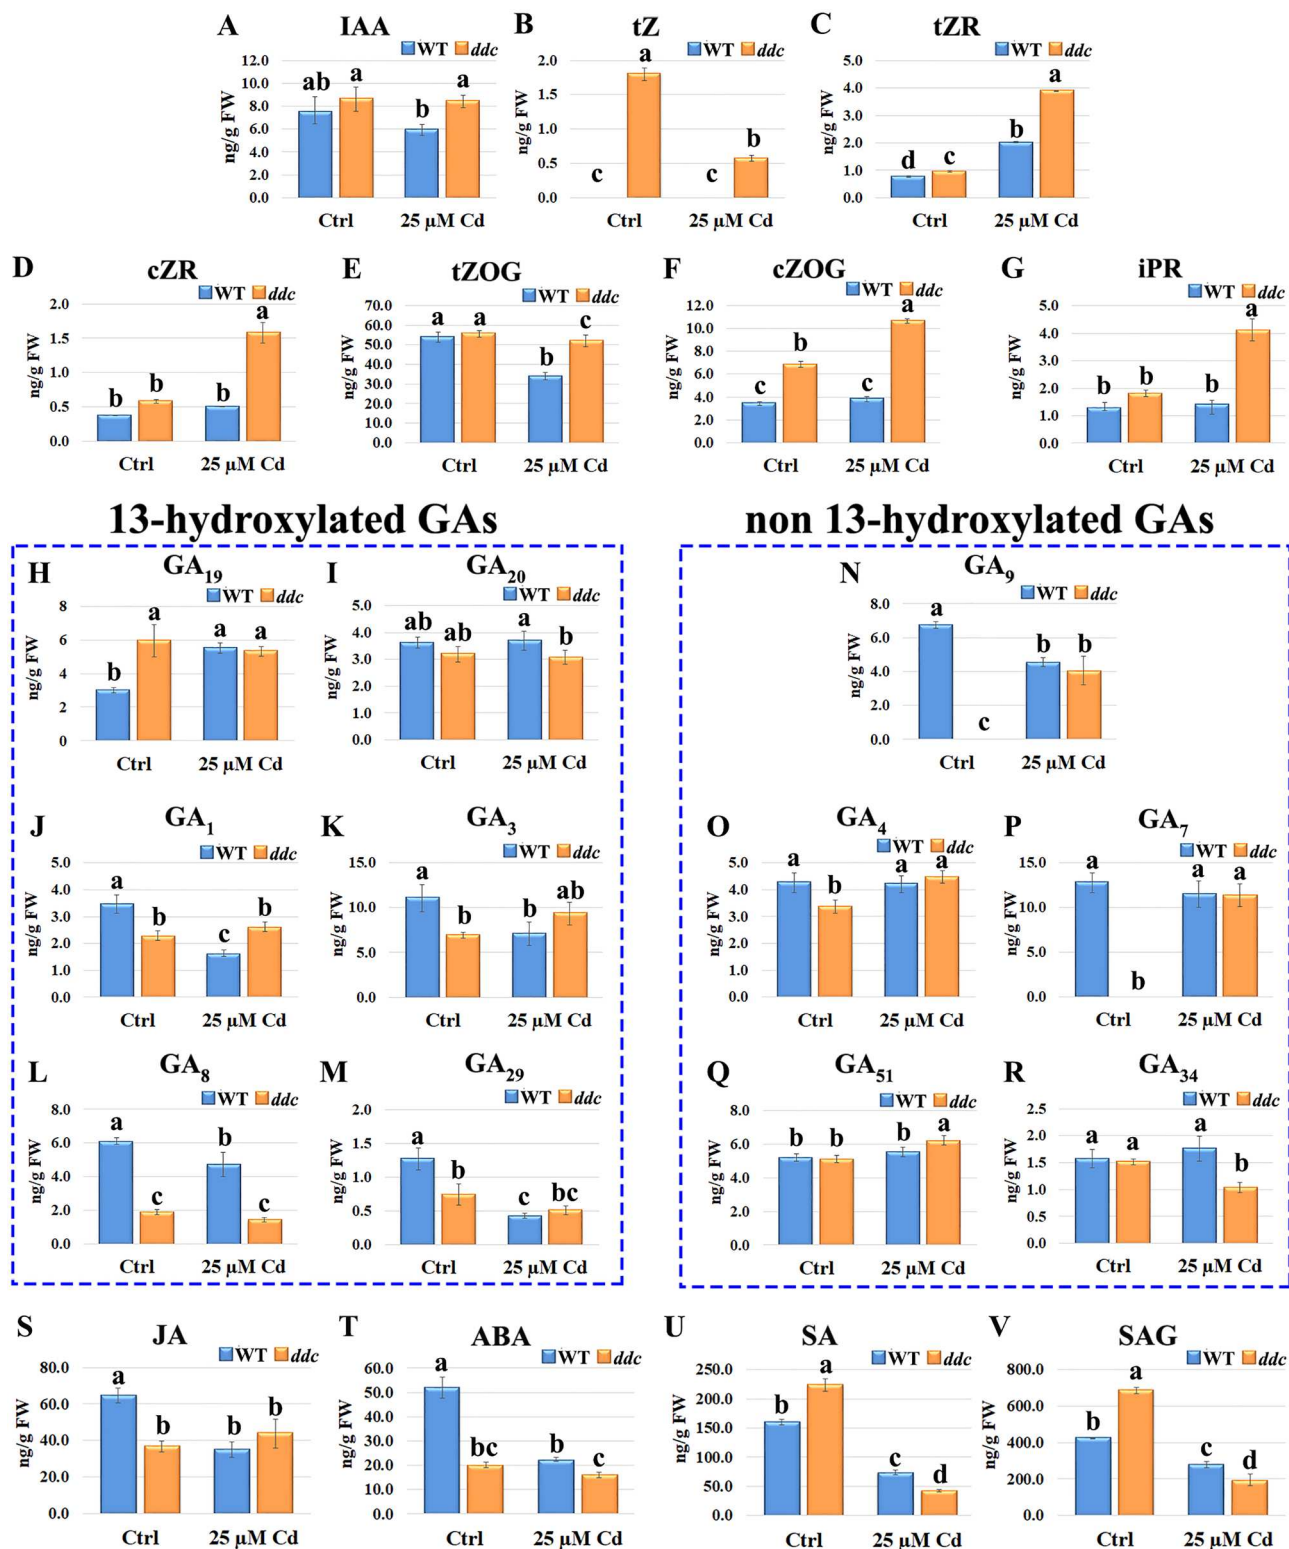 A IAA
WT ddc
ng/g FW
12.0
10.0
8.0
6.0
4.0
2.0
0.0
ab a b a
Ctrl 25 µM Cd
B tZ
WT ddc
2.0
1.5
1.0
0.5
0.0
c a c b
Ctrl 25 µM Cd
C tZR
WT ddc
ng/g FW
5.0
4.0
3.0
2.0
1.0
0.0
d c b a
Ctrl 25 µM Cd
D cZR
WT ddc
ng/g FW
2.0
1.5
1.0
0.5
0.0
b b b a
Ctrl 25 µM Cd
E tZOG
WT ddc
ng/g FW
70.0
60.0
50.0
40.0
30.0
20.0
10.0
0.0
a a b c
Ctrl 25 µM Cd
F cZOG
WT ddc
ng/g FW
12.0
10.0
8.0
6.0
4.0
2.0
0.0
c b c a
Ctrl 25 µM Cd
G iPR
WT ddc
ng/g FW
5.0
4.0
3.0
2.0
1.0
0.0
b b b a
Ctrl 25 µM Cd
13-hydroxylated GAs
H GA19
WT ddc
ng/g FW
8
6
4
2
0
b a a a
Ctrl 25 µM Cd
I GA20
WT ddc
ng/g FW
5.0
4.0
3.0
2.0
1.0
0.0
ab ab a b
Ctrl 25 µM Cd
J GA1
WT ddc
ng/g FW
5.0
4.0
3.0
2.0
1.0
0.0
a b c b
Ctrl 25 µM Cd
K GA3
WT ddc
ng/g FW
15.0
10.0
5.0
0.0
a b b ab
Ctrl 25 µM Cd
L GA8
WT ddc
ng/g FW
8.0
6.0
4.0
2.0
0.0
a c b c
Ctrl 25 µM Cd
M GA29
WT ddc
ng/g FW
2.0
1.5
1.0
0.5
0.0
a b c bc
Ctrl 25 µM Cd
non 13-hydroxylated GAs
N GA9
WT ddc
ng/g FW
8.0
6.0
4.0
2.0
0.0
a c b b
Ctrl 25 µM Cd
O GA4
WT ddc
ng/g FW
5.0
4.0
3.0
2.0
1.0
0.0
a b a a
Ctrl 25 µM Cd
P GA7
WT ddc
ng/g FW
15.0
10.0
5.0
0.0
a b a a
Ctrl 25 µM Cd
Q GA51
WT ddc
ng/g FW
8.0
6.0
4.0
2.0
0.0
b b b a
Ctrl 25 µM Cd
R GA34
WT ddc
ng/g FW
2.5
2.0
1.5
1.0
0.5
0.0
a a a b
Ctrl 25 µM Cd
S JA
WT ddc
ng/g FW
80.0
60.0
40.0
20.0
0.0
a b b b
Ctrl 25 µM Cd
T ABA
WT ddc
ng/g FW
60.0
50.0
40.0
30.0
20.0
10.0
0.0
a bc b c
Ctrl 25 µM Cd
U SA
WT ddc
ng/g FW
250.0
200.0
150.0
100.0
50.0
0.0
b a c d
Ctrl 25 µM Cd
V SAG
WT ddc
ng/g FW
800.0
600.0
400.0
200.0
0.0
b a c d
Ctrl 25 µM Cd